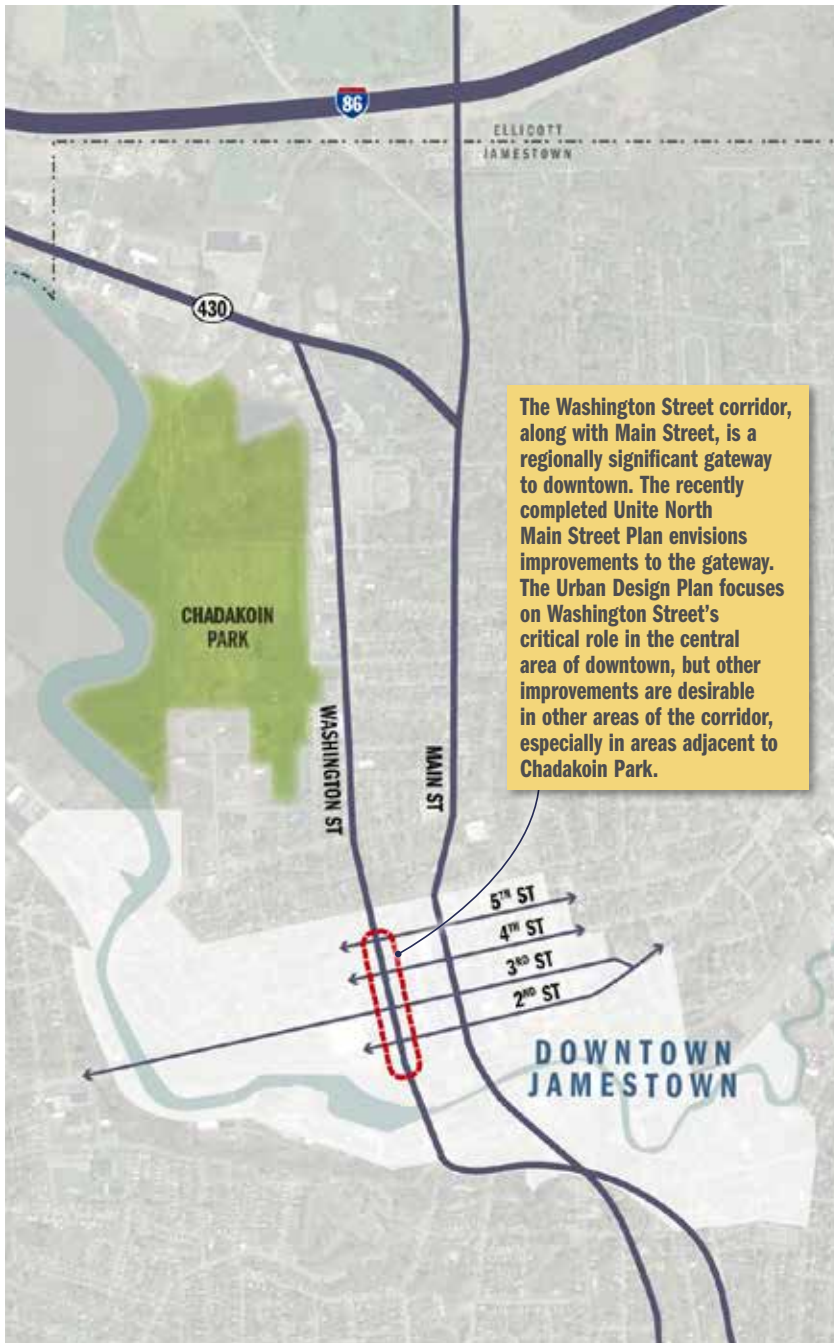 86
ELLICOTT
JAMESTOWN
430
The Washington Street corridor,
along with Main Street, is a
regionally significant gateway
to downtown. The recently
completed Unite North
Main Street Plan envisions
improvements to the gateway.
The Urban Design Plan focuses
on Washington Street's
critical role in the central
area of downtown, but other
improvements are desirable
in other areas of the corridor,
especially in areas adjacent to
Chadakoin Park.
CHADAKOIN
PARK
WASHINGTON ST
MAIN ST
5TH ST
4TH ST
3RD ST
2ND ST
DOWNTOWN
JAMESTOWN